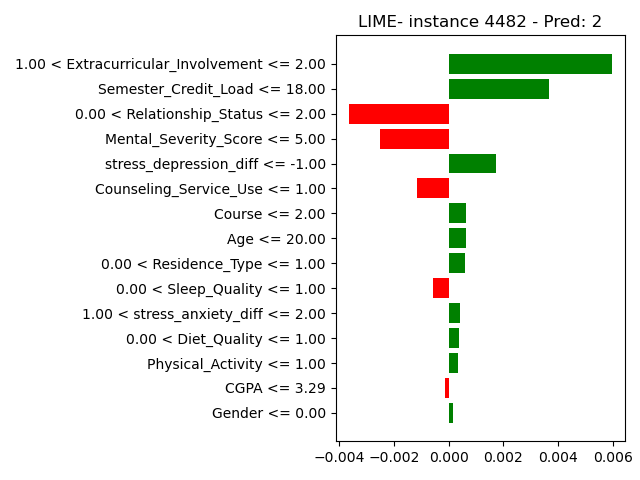 LIME- instance 4482 - Pred: 2
1.00 < Extracurricular_Involvement <= 2.00
Semester_Credit_Load <= 18.00
0.00 < Relationship_Status <= 2.00
Mental_Severity_Score <= 5.00
stress_depression_diff <= -1.00
Counseling_Service_Use <= 1.00
Course <= 2.00
Age <= 20.00
0.00 < Residence_Type <= 1.00
0.00 < Sleep_Quality <= 1.00
1.00 < stress_anxiety_diff <= 2.00
0.00 < Diet_Quality <= 1.00
Physical_Activity <= 1.00
CGPA <= 3.29
Gender <= 0.00
−0.004 −0.002 0.000 0.002 0.004 0.006